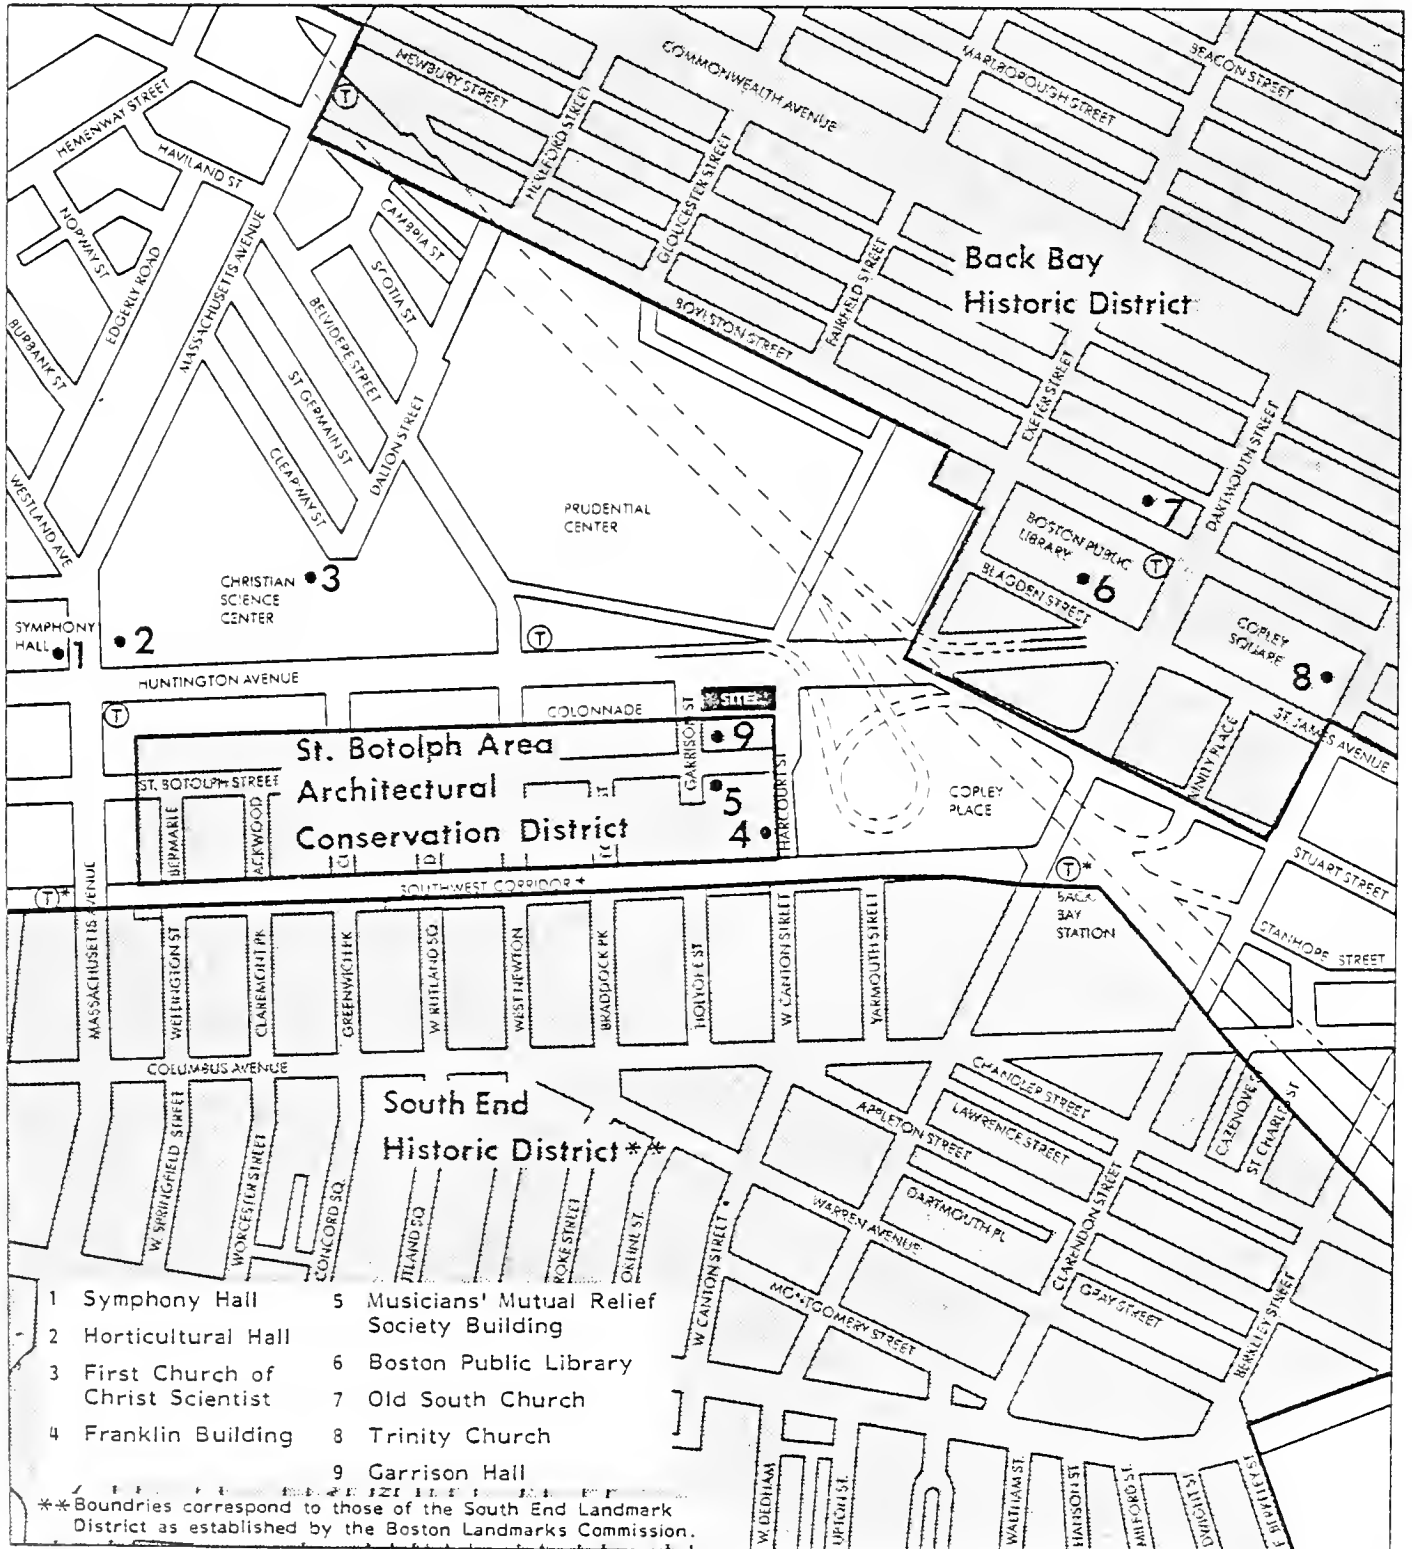 NEWBURY STREET
COMMONWEALTH AVENUE
MARLBOROUGH STREET
BEACON STREET
T
HEMENWAY STREET
HAVILAND ST
HEREFORD STREET
GLOUCESTER STREET
FAIRFIELD STREET
NORWAY ST
EDGERLY ROAD
MASSACHUSETTS AVENUE
CAMBRIA ST
SCOTIA ST
BELVIDERE STREET
ST GERMAIN ST
CLEARWAY ST
DALTON STREET
BURBANK ST
WESTLAND AVE
BOYLSTON STREET
Back Bay
Historic District
EXETER STREET
DARTMOUTH STREET
PRUDENTIAL
CENTER
7
BOSTON PUBLIC
LIBRARY
T
6
BLAGDEN STREET
CHRISTIAN
SCIENCE
CENTER
3
SYMPHONY
HALL
1
2
T
COPLEY
SQUARE
8
HUNTINGTON AVENUE
T
COLONNADE
SITE
GARRISON ST
9
ST. JAMES AVENUE
St. Botolph Area
Architectural
Conservation District
ST. BOTOLPH STREET
5
4
HARCOURT ST
COPLEY
PLACE
STUART STREET
STANHOPE STREET
T*
SOUTHWEST CORRIDOR *
T*
BACK
BAY
STATION
MASSACHUSETTS AVENUE
WELLINGTON ST
CLAREMONT PK
GREENWICH PK
W RUTLAND SQ
WEST NEWTON
BRADDOCK PK
HOLYOKE ST
W CANTON STREET
YARMOUTH STREET
COLUMBUS AVENUE
South End
Historic District **
CHANDLER STREET
LAWRENCE STREET
APPLETON STREET
DARTMOUTH PL
WARREN AVENUE
MONTGOMERY STREET
CLARENDON STREET
GRAY STREET
ST CHARLES ST
BERKLEY STREET
W SPRINGFIELD STREET
WORCESTER STREET
CONCORD SQ
W CANTON STREET
1 Symphony Hall
2 Horticultural Hall
3 First Church of
Christ Scientist
4 Franklin Building
5 Musicians' Mutual Relief
Society Building
6 Boston Public Library
7 Old South Church
8 Trinity Church
9 Garrison Hall
**Boundries correspond to those of the South End Landmark
District as established by the Boston Landmarks Commission.
W. DEDHAM
UPTON ST.
WALTHAM ST.
HANSON ST
MILFORD ST.
DWIGHT ST
E BERKLEY ST